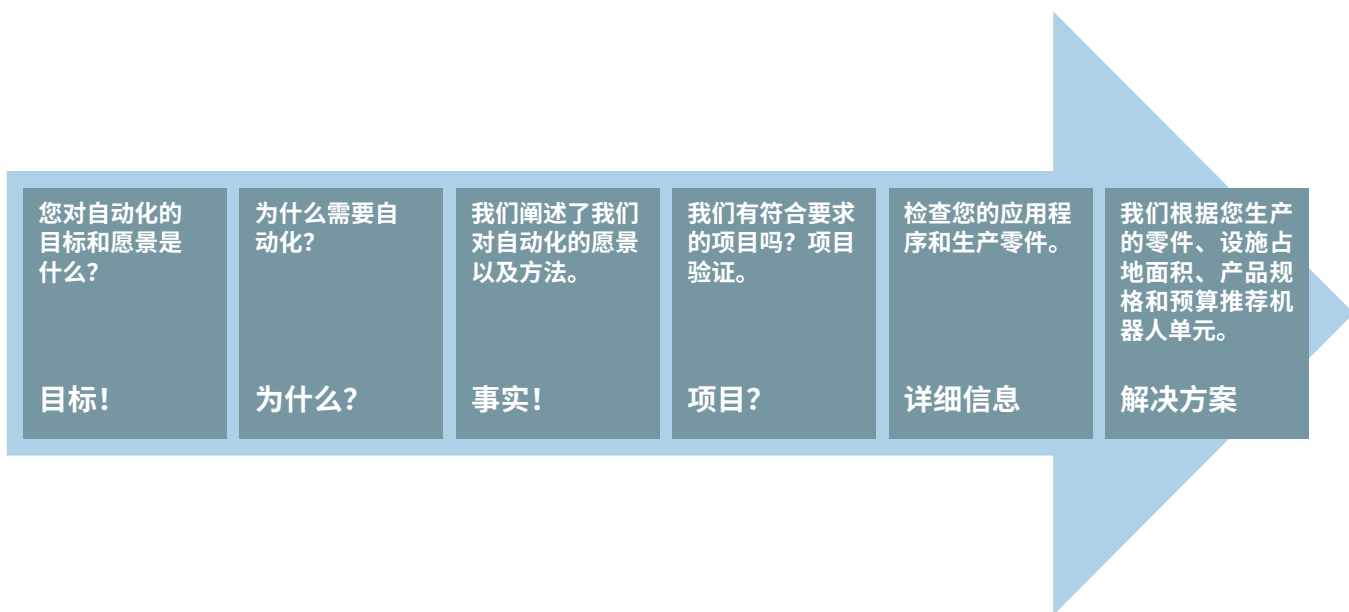 您对自动化的
目标和愿景是
什么？
目标！
为什么需要自
动化？
为什么？
我们阐述了我们
对自动化的愿景
以及方法。
事实！
我们有符合要求
的项目吗？项目
验证。
项目？
检查您的应用程
序和生产零件。
详细信息
我们根据您生产
的零件、设施占
地面积、产品规
格和预算推荐机
器人单元。
解决方案